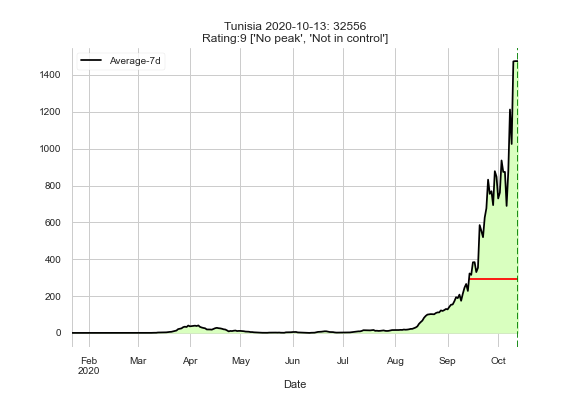 Tunisia 2020-10-13: 32556
Rating:9 ['No peak', 'Not in control']
Average-7d
1400
1200
1000
800
600
400
200
0
Feb Mar Apr May Jun Jul Aug Sep Oct
2020
Date